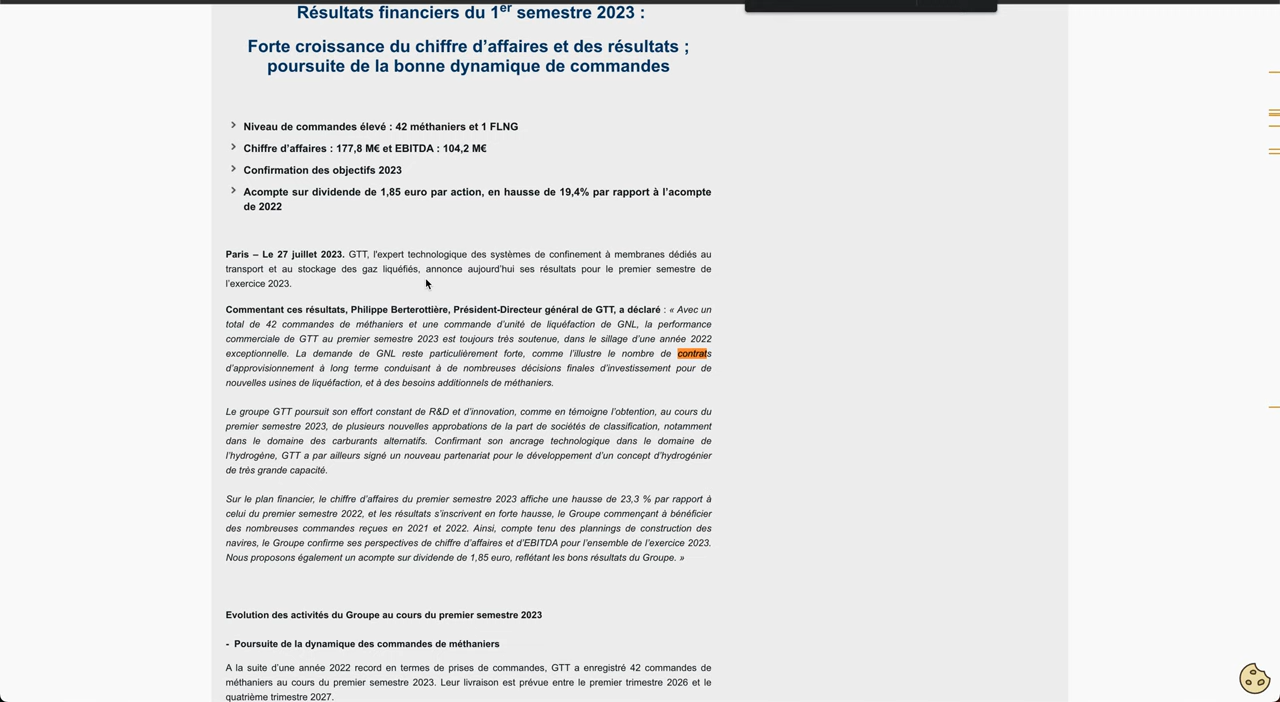 Résultats financiers du 1er semestre 2023 :
Forte croissance du chiffre d’affaires et des résultats ;
poursuite de la bonne dynamique de commandes
Niveau de commandes élevé : 42 méthaniers et 1 FLNG
Chiffre d’affaires : 177,8 M€ et EBITDA : 104,2 M€
Confirmation des objectifs 2023
Acompte sur dividende de 1,85 euro par action, en hausse de 19,4% par rapport à l’acompte
de 2022
Paris – Le 27 juillet 2023. GTT, l’expert technologique des systèmes de confinement à membranes dédiés au
transport et au stockage des gaz liquéfiés, annonce aujourd’hui ses résultats pour le premier semestre de
l’exercice 2023.
Commentant ces résultats, Philippe Berterottière, Président-Directeur général de GTT, a déclaré : « Avec un
total de 42 commandes de méthaniers et une commande d’unité de liquéfaction de GNL, la performance
commerciale de GTT au premier semestre 2023 est toujours très soutenue, dans le sillage d’une année 2022
exceptionnelle. La demande de GNL reste particulièrement forte, comme l’illustre le nombre de contrats
d’approvisionnement à long terme conduisant à de nombreuses décisions finales d’investissement pour de
nouvelles usines de liquéfaction, et à des besoins additionnels de méthaniers.
Le groupe GTT poursuit son effort constant de R&D et d’innovation, comme en témoigne l’obtention, au cours du
premier semestre 2023, de plusieurs nouvelles approbations de la part de sociétés de classification, notamment
dans le domaine des carburants alternatifs. Confirmant son ancrage technologique dans le domaine de
l’hydrogène, GTT a par ailleurs signé un nouveau partenariat pour le développement d’un concept d’hydrogénier
de très grande capacité.
Sur le plan financier, le chiffre d’affaires du premier semestre 2023 affiche une hausse de 23,3 % par rapport à
celui du premier semestre 2022, et les résultats s’inscrivent en forte hausse, le Groupe commençant à bénéficier
des nombreuses commandes reçues en 2021 et 2022. Ainsi, compte tenu des plannings de construction des
navires, le Groupe confirme ses perspectives de chiffre d’affaires et d’EBITDA pour l’ensemble de l’exercice 2023.
Nous proposons également un acompte sur dividende de 1,85 euro, reflétant les bons résultats du Groupe. »
Evolution des activités du Groupe au cours du premier semestre 2023
- Poursuite de la dynamique des commandes de méthaniers
A la suite d’une année 2022 record en termes de prises de commandes, GTT a enregistré 42 commandes de
méthaniers au cours du premier semestre 2023. Leur livraison est prévue entre le premier trimestre 2026 et le
quatrième trimestre 2027.